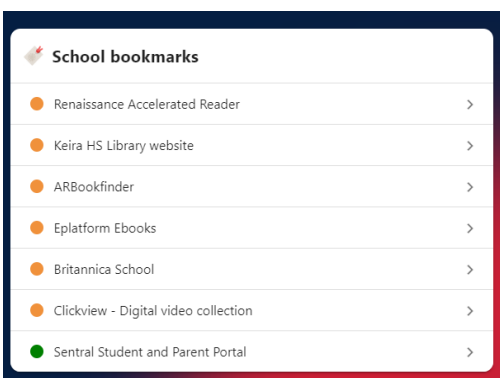 School bookmarks
Renaissance Accelerated Reader
Keira HS Library website
ARBookfinder
Eplatform Ebooks
Britannica School
Clickview - Digital video collection
Sentral Student and Parent Portal